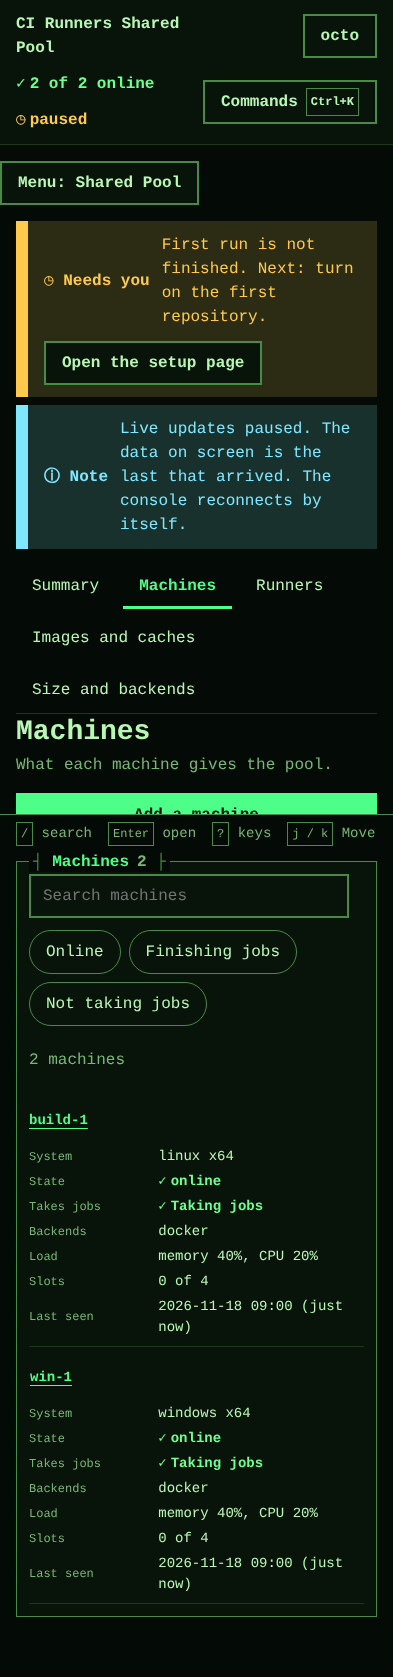 CI Runners Shared Pool
octo
✓ 2 of 2 online
◷ paused
Commands Ctrl+K
Menu: Shared Pool
◷ Needs you
First run is not
finished. Next: turn
on the first
repository.
Open the setup page
ⓘ Note
Live updates paused. The
data on screen is the
last that arrived. The
console reconnects by
itself.
Summary
Machines
Runners
Images and caches
Size and backends
Machines
What each machine gives the pool.
Add a machine
/ search Enter open ? keys j / k Move
Machines 2
Search machines
Online
Finishing jobs
Not taking jobs
2 machines
build-1
System linux x64
State ✓ online
Takes jobs ✓ Taking jobs
Backends docker
Load memory 40%, CPU 20%
Slots 0 of 4
Last seen 2026-11-18 09:00 (just
now)
win-1
System windows x64
State ✓ online
Takes jobs ✓ Taking jobs
Backends docker
Load memory 40%, CPU 20%
Slots 0 of 4
Last seen 2026-11-18 09:00 (just
now)